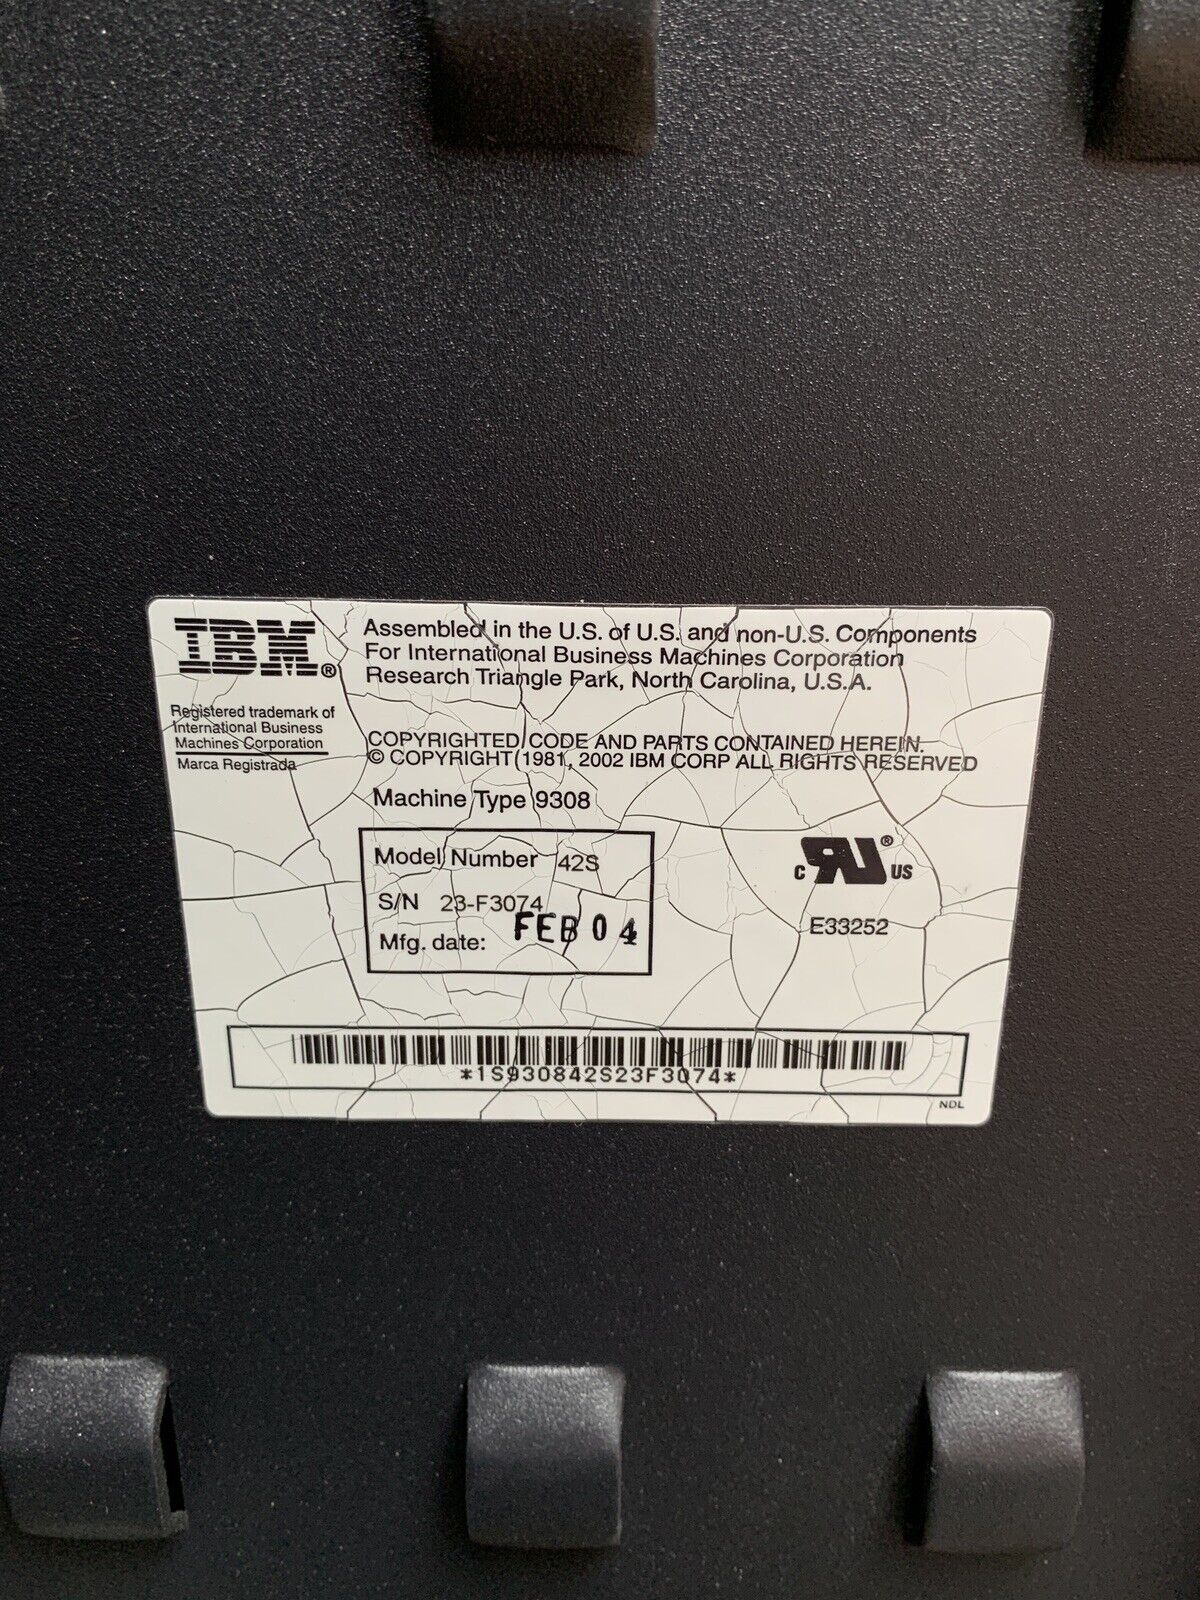 IBM®
Registered trademark of
International Business
Machines Corporation
Marca Registrada
Assembled in the U.S. of U.S. and non-U.S. Components
For International Business Machines Corporation
Research Triangle Park, North Carolina, U.S.A.
COPYRIGHTED CODE AND PARTS CONTAINED HEREIN.
© COPYRIGHT 1981, 2002 IBM CORP ALL RIGHTS RESERVED
Machine Type 9308
Model Number 42S
S/N 23-F3074
Mfg. date: FEB 04
c RU® US
E33252
*1S930842S23F3074*
NDL